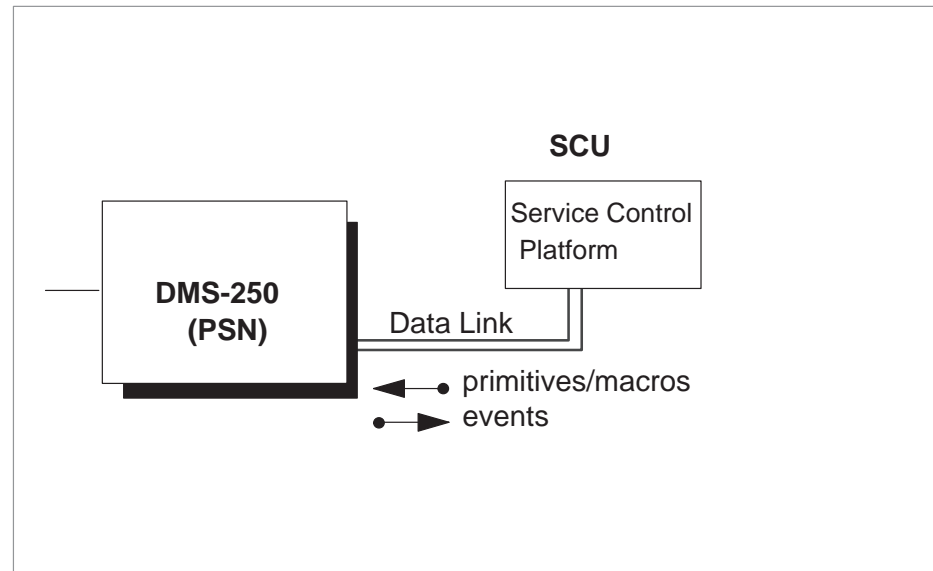 SCU
Service Control
Platform
DMS-250
(PSN)
Data Link
primitives/macros
events